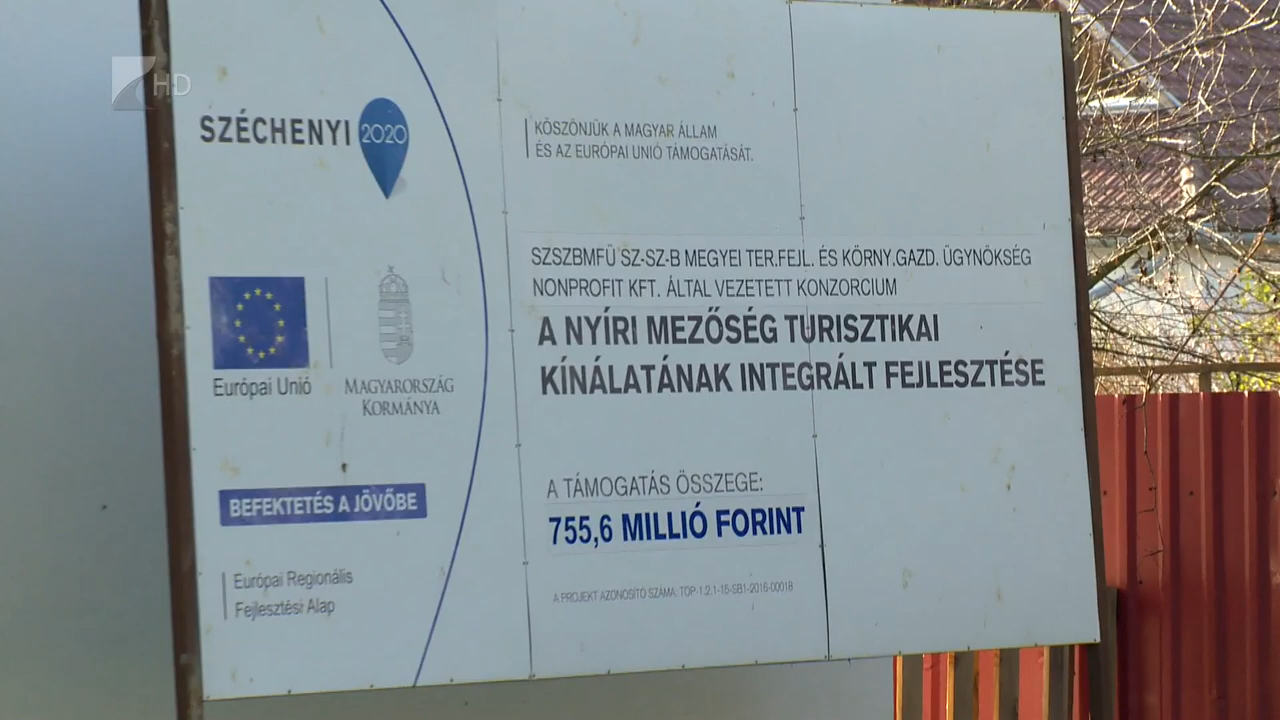 HD
SZÉCHENYI 2020
KÖSZÖNJÜK A MAGYAR ÁLLAM
ÉS AZ EURÓPAI UNIÓ TÁMOGATÁSÁT.
SZSZBMFÜ SZ-SZ-B MEGYEI TER.FEJL. ÉS KÖRNY.GAZD. ÜGYNÖKSÉG
NONPROFIT KFT. ÁLTAL VEZETETT KONZORCIUM
A NYÍRI MEZŐSÉG TURISZTIKAI
KÍNÁLATÁNAK INTEGRÁLT FEJLESZTÉSE
Európai Unió
MAGYARORSZÁG
KORMÁNYA
A TÁMOGATÁS ÖSSZEGE:
755,6 MILLIÓ FORINT
BEFEKTETÉS A JÖVŐBE
Európai Regionális
Fejlesztési Alap
A PROJEKT AZONOSÍTÓ SZÁMA: TOP-1.2.1-15-SB1-2016-00018